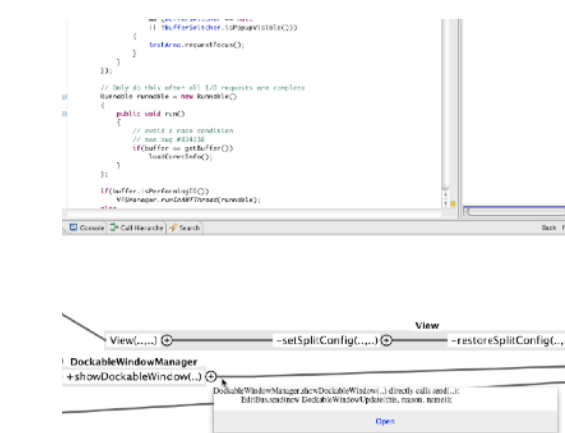 && (bufferSwitcher == null
|| !bufferSwitcher.isPopupVisible()))
{
textArea.requestFocus();
}
}
});
// Only do this after all I/O requests are complete
Runnable runnable = new Runnable()
{
public void run()
{
// avoid a race condition
// see bug #834338
if(buffer == getBuffer())
loadCaretInfo();
}
};
if(buffer.isPerformingIO())
VFSManager.runInAWTThread(runnable);
else
Console Call Hierarchy Search
Back
View
View(..,..) -setSplitConfig(..,..) -restoreSplitConfig(..,
DockableWindowManager
+showDockableWindow(..)
DockableWindowManager.showDockableWindow(..) directly calls send(..):
EditBus.send(new DockableWindowUpdate(this, reason, name));
Open